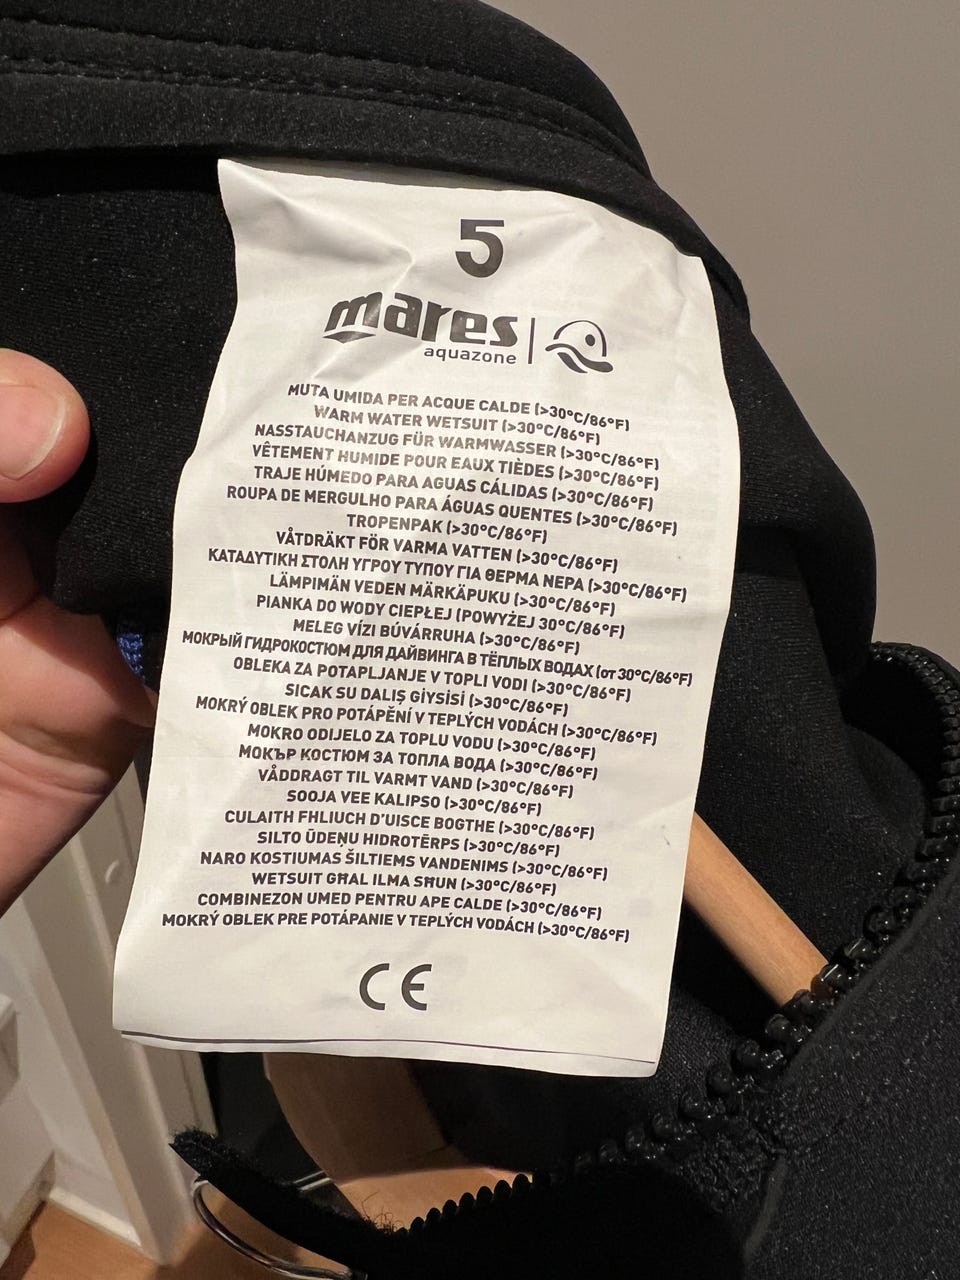 5
mares
aquazone
MUTA UMIDA PER ACQUE CALDE (>30°C/86°F)
WARM WATER WETSUIT (>30°C/86°F)
NASSTAUCHANZUG FÜR WARMWASSER (>30°C/86°F)
VÊTEMENT HUMIDE POUR EAUX TIÈDES (>30°C/86°F)
TRAJE HÚMEDO PARA AGUAS CÁLIDAS (>30°C/86°F)
ROUPA DE MERGULHO PARA ÁGUAS QUENTES (>30°C/86°F)
TROPENPAK (>30°C/86°F)
VÅTDRÄKT FÖR VARMA VATTEN (>30°C/86°F)
ΚΑΤΑΔΥΤΙΚΗ ΣΤΟΛΗ ΥΓΡΟΥ ΤΥΠΟΥ ΓΙΑ ΘΕΡΜΑ ΝΕΡΑ (>30°C/86°F)
LÄMPIMÄN VEDEN MÄRKÄPUKU (>30°C/86°F)
PIANKA DO WODY CIEPŁEJ (POWYŻEJ 30°C/86°F)
MELEG VÍZI BÚVÁRRUHA (>30°C/86°F)
МОКРЫЙ ГИДРОКОСТЮМ ДЛЯ ДАЙВИНГА В ТЁПЛЫХ ВОДАХ (от 30°C/86°F)
OBLEKA ZA POTAPLJANJE V TOPLI VODI (>30°C/86°F)
SICAK SU DALIŞ GİYSİSİ (>30°C/86°F)
MOKRÝ OBLEK PRO POTÁPĚNÍ V TEPLÝCH VODÁCH (>30°C/86°F)
MOKRO ODIJELO ZA TOPLU VODU (>30°C/86°F)
МОКЪР КОСТЮМ ЗА ТОПЛА ВОДА (>30°C/86°F)
VÅDDRAGT TIL VARMT VAND (>30°C/86°F)
SOOJA VEE KALIPSO (>30°C/86°F)
CULAITH FHLIUCH D'UISCE BOGTHE (>30°C/86°F)
SILTO ŪDEŅU HIDROTĒRPS (>30°C/86°F)
NARO KOSTIUMAS ŠILTIEMS VANDENIMS (>30°C/86°F)
WETSUIT GĦAL ILMA SĦUN (>30°C/86°F)
COMBINEZON UMED PENTRU APE CALDE (>30°C/86°F)
MOKRÝ OBLEK PRE POTÁPANIE V TEPLÝCH VODÁCH (>30°C/86°F)
CE